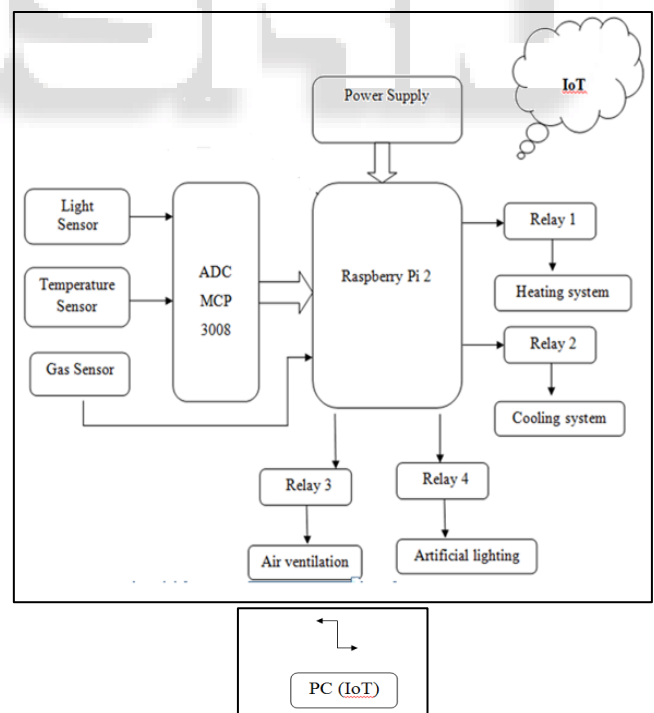 IoT
Power Supply
Light
Sensor
Temperature
Sensor
Gas Sensor
ADC
MCP
3008
Raspberry Pi 2
Relay 1
Heating system
Relay 2
Cooling system
Relay 3
Air ventilation
Relay 4
Artificial lighting
PC (IoT)